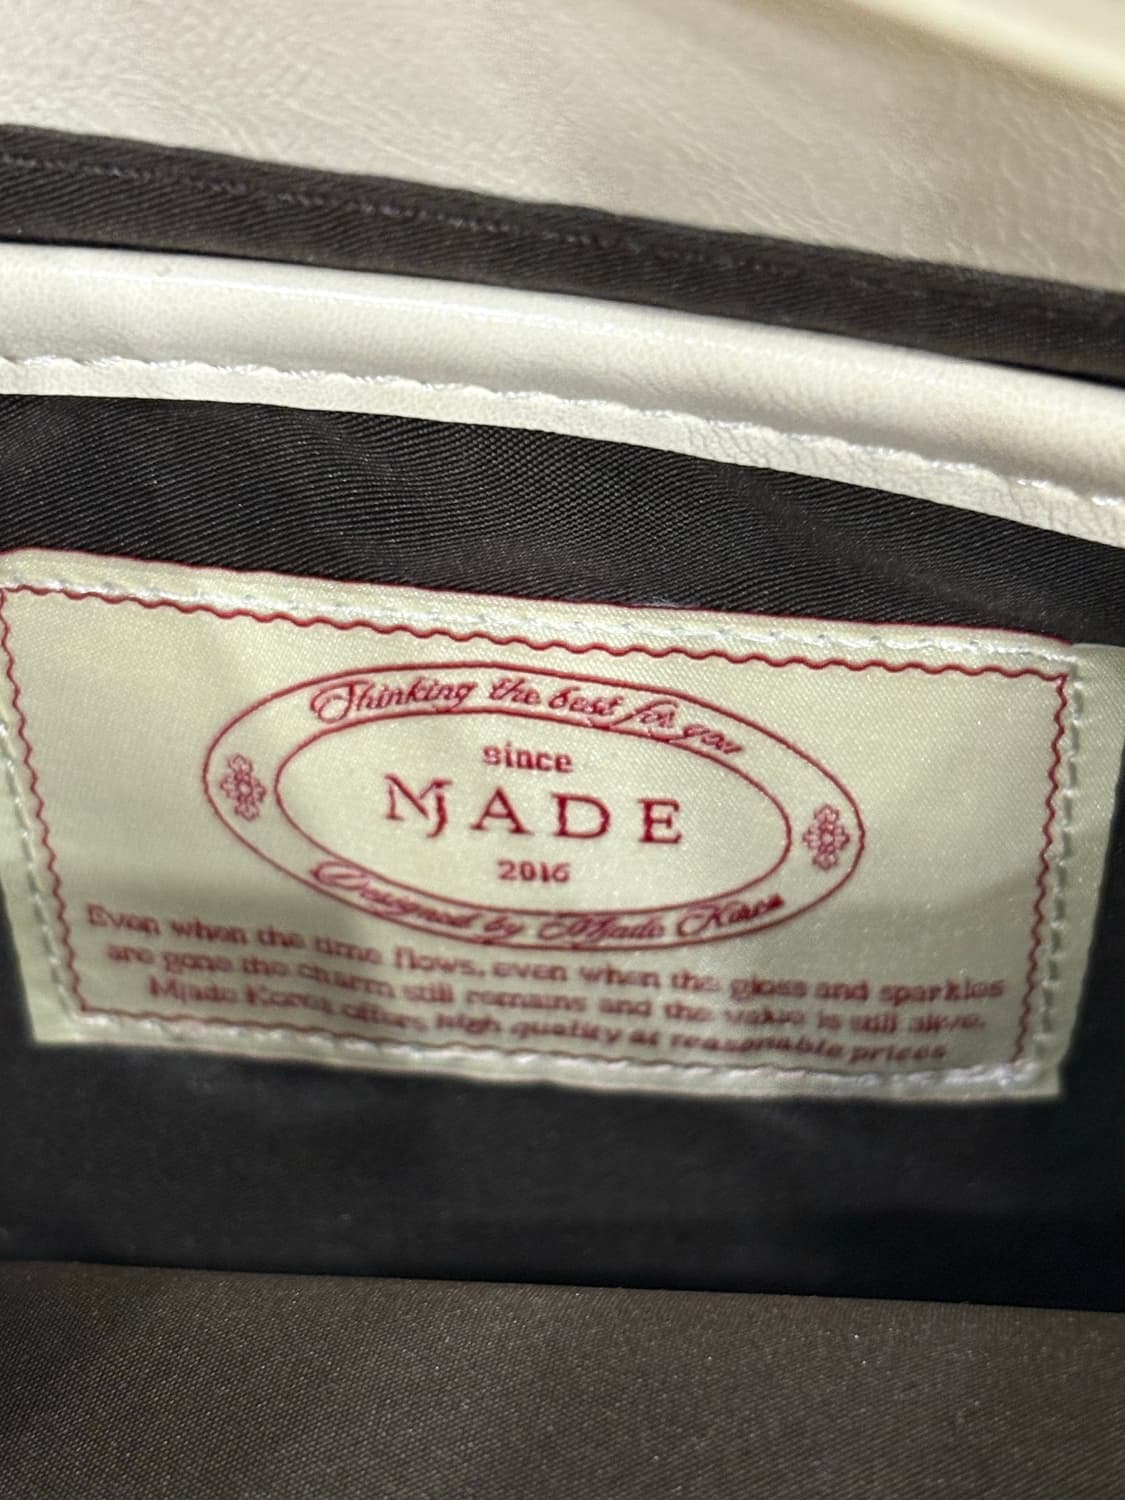 Thinking the best for you
since
MJADE
2016
Designed by Mjade Korea
Even when the time flows, even when the gloss and sparkles
are gone the charm still remains and the value is still alive.
Mjade Korea offers high quality at reasonable prices